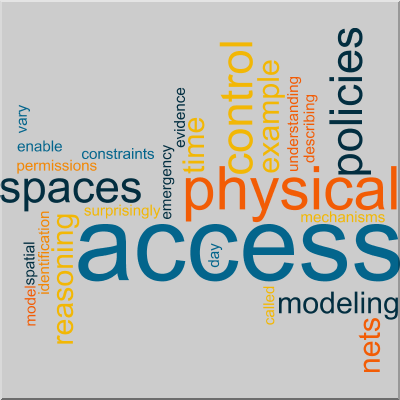 vary
enable
permissions
constraints
evidence
emergency
time
control
example
understanding
describing
policies
spaces
physical
surprisingly
mechanisms
model
spatial
identification
reasoning
access
day
called
modeling
nets